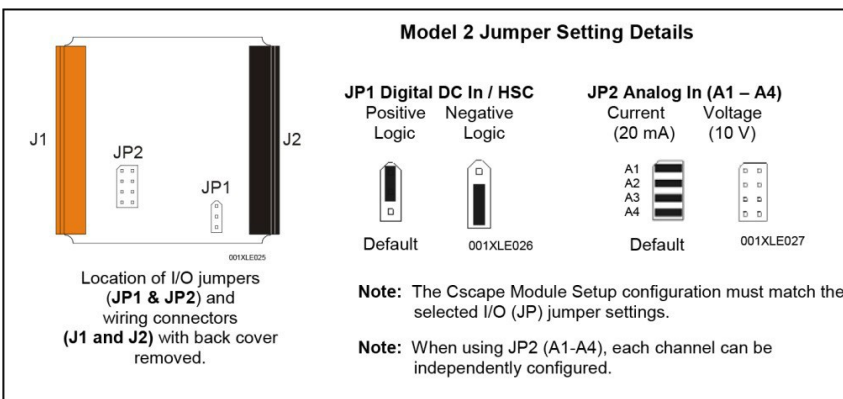 Model 2 Jumper Setting Details
J1
JP2
JP1
J2
001XLE025
Location of I/O jumpers
(JP1 & JP2) and
wiring connectors
(J1 and J2) with back cover
removed.
JP1 Digital DC In / HSC
Positive Logic
Negative Logic
Default
001XLE026
JP2 Analog In (A1 – A4)
Current (20 mA)
Voltage (10 V)
A1
A2
A3
A4
Default
001XLE027
Note: The Cscape Module Setup configuration must match the
selected I/O (JP) jumper settings.
Note: When using JP2 (A1-A4), each channel can be
independently configured.